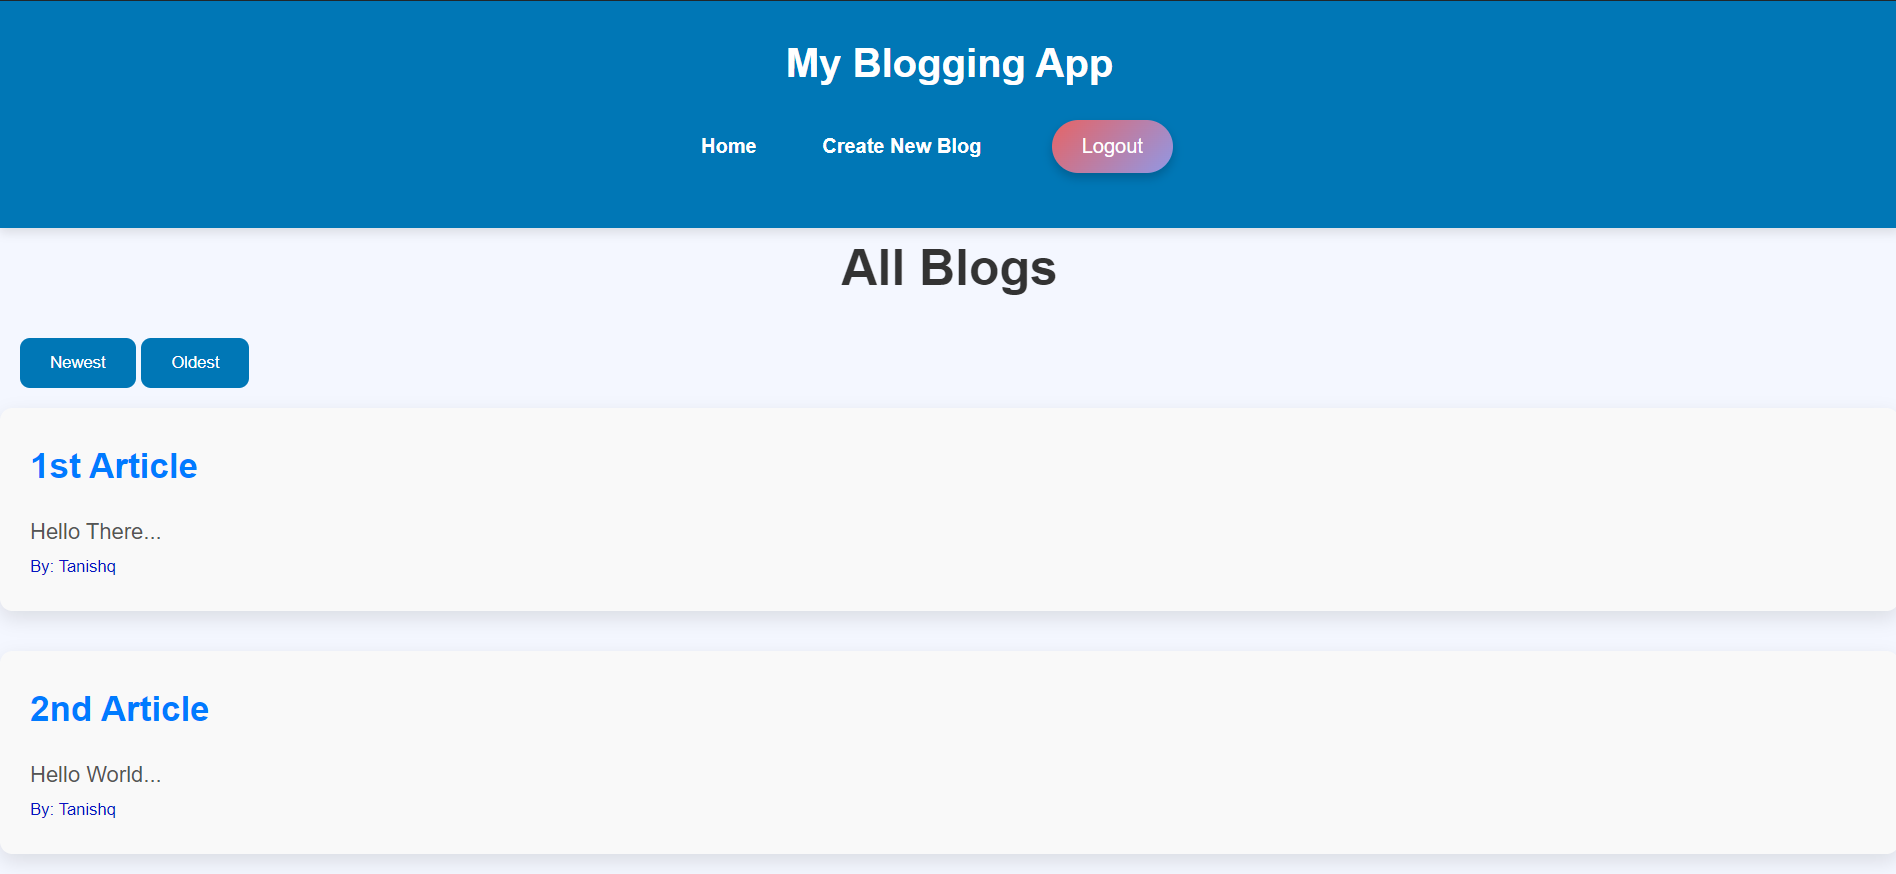 My Blogging App
Home Create New Blog Logout
All Blogs
Newest Oldest
1st Article
Hello There...
By: Tanishq
2nd Article
Hello World...
By: Tanishq